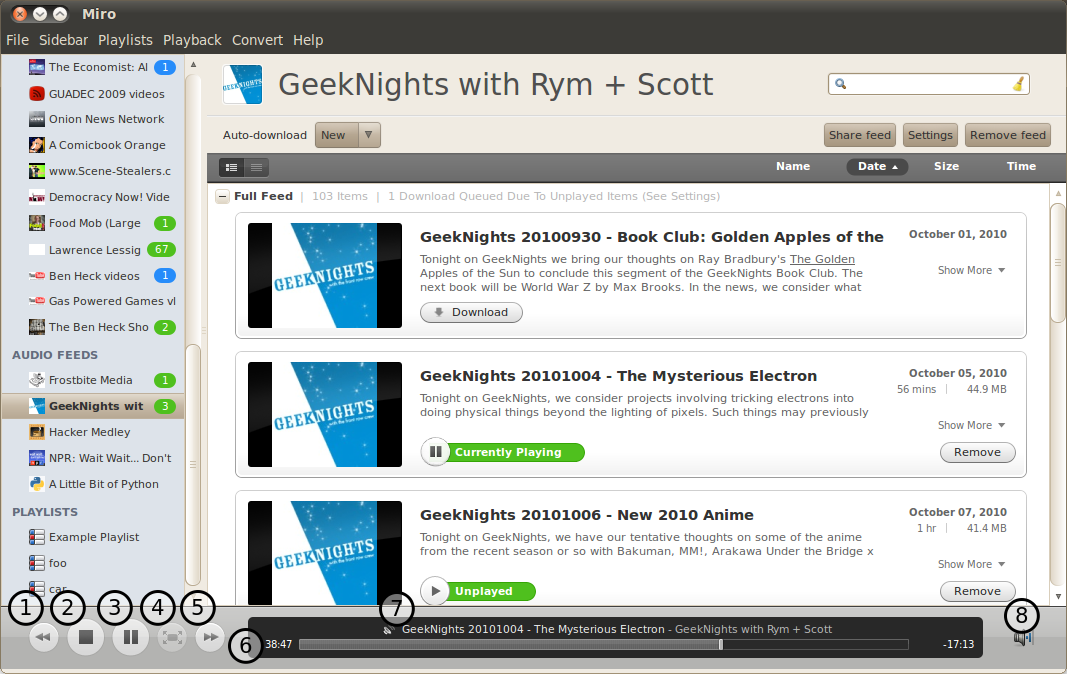 Miro
File Sidebar Playlists Playback Convert Help
The Economist: Al 1
GUADEC 2009 videos
Onion News Network
A Comicbook Orange
www.Scene-Stealers.c
Democracy Now! Vide
Food Mob (Large 1
Lawrence Lessig 67
Ben Heck videos 1
Gas Powered Games vl
The Ben Heck Sho 2
AUDIO FEEDS
Frostbite Media 1
GeekNights wit 3
Hacker Medley
NPR: Wait Wait... Don't
A Little Bit of Python
PLAYLISTS
Example Playlist
foo
car
GEEKNIGHTS
GeekNights with Rym + Scott
Auto-download New
Share feed Settings Remove feed
Name Date Size Time
Full Feed | 103 Items | 1 Download Queued Due To Unplayed Items (See Settings)
GEEKNIGHTS
GeekNights 20100930 - Book Club: Golden Apples of the
October 01, 2010
Tonight on GeekNights we bring our thoughts on Ray Bradbury's The Golden
Apples of the Sun to conclude this segment of the GeekNights Book Club. The
next book will be World War Z by Max Brooks. In the news, we consider what
Show More
Download
GEEKNIGHTS
GeekNights 20101004 - The Mysterious Electron
October 05, 2010
56 mins | 44.9 MB
Tonight on GeekNights, we consider projects involving tricking electrons into
doing physical things beyond the lighting of pixels. Such things may previously
Show More
Currently Playing
Remove
GEEKNIGHTS
GeekNights 20101006 - New 2010 Anime
October 07, 2010
1 hr | 41.4 MB
Tonight on GeekNights, we have our tentative thoughts on some of the anime
from the recent season or so with Bakuman, MM!, Arakawa Under the Bridge x
Show More
Unplayed
Remove
1 2 3 4 5 6 7 8
GeekNights 20101004 - The Mysterious Electron - GeekNights with Rym + Scott
38:47 -17:13